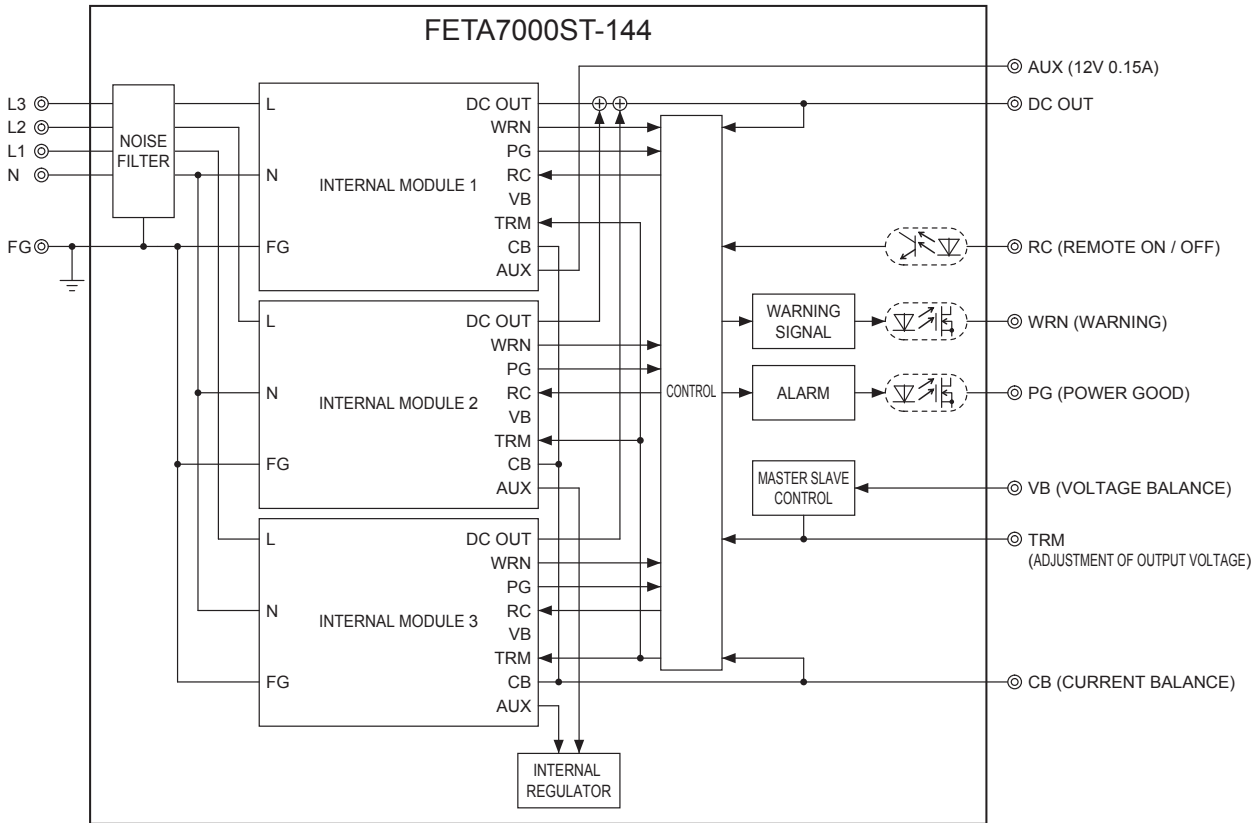 FETA7000ST-144
L3
L2
L1
N
FG
NOISE
FILTER
L
N
FG
INTERNAL MODULE 1
DC OUT
WRN
PG
RC
VB
TRM
CB
AUX
L
N
FG
INTERNAL MODULE 2
DC OUT
WRN
PG
RC
VB
TRM
CB
AUX
L
N
FG
INTERNAL MODULE 3
DC OUT
WRN
PG
RC
VB
TRM
CB
AUX
INTERNAL
REGULATOR
CONTROL
WARNING
SIGNAL
ALARM
MASTER SLAVE
CONTROL
AUX (12V 0.15A)
DC OUT
RC (REMOTE ON / OFF)
WRN (WARNING)
PG (POWER GOOD)
VB (VOLTAGE BALANCE)
TRM
(ADJUSTMENT OF OUTPUT VOLTAGE)
CB (CURRENT BALANCE)